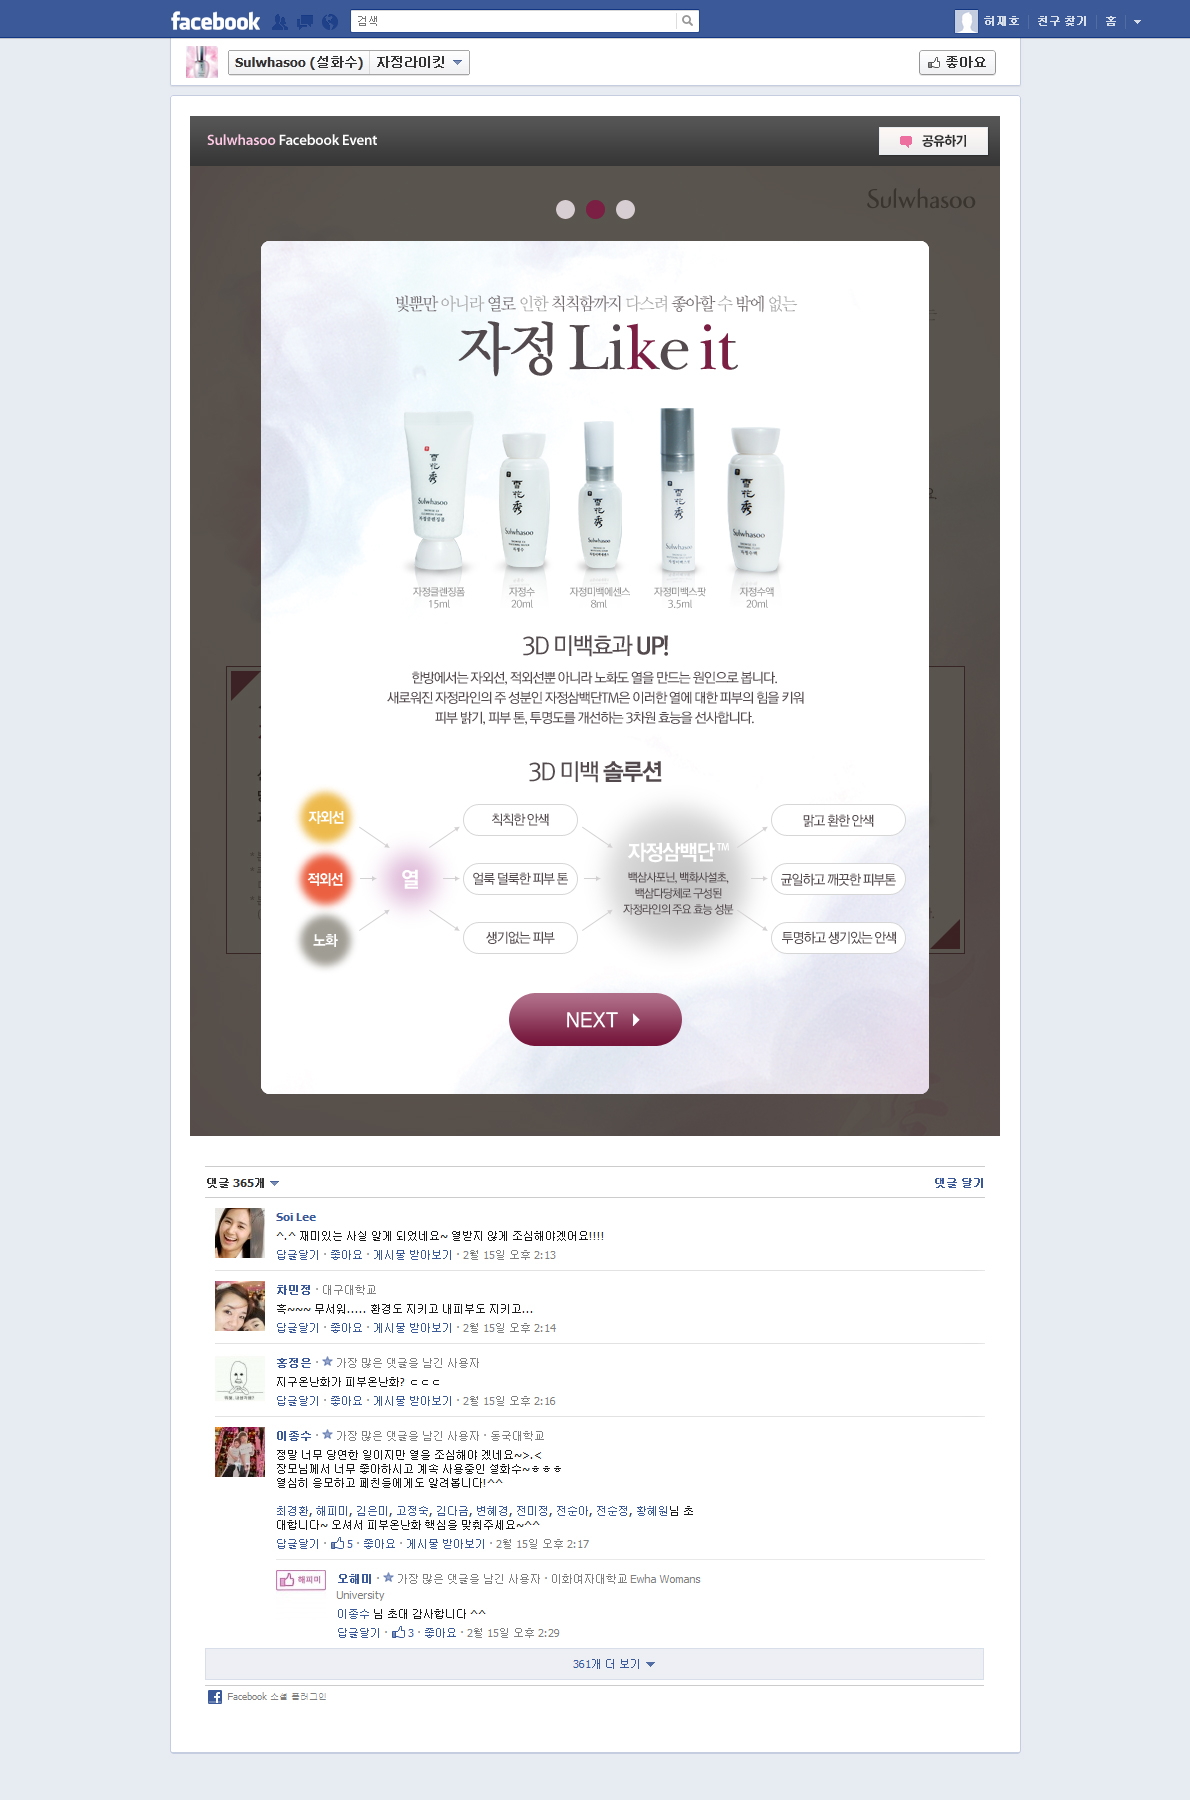 facebook
검색
허재호
친구 찾기
홈
Sulwhasoo (설화수)
자정라이킷
좋아요
Sulwhasoo Facebook Event
공유하기
Sulwhasoo
빛뿐만 아니라 열로 인한 칙칙함까지 다스려 좋아할 수 밖에 없는
자정 Like it
雪花秀
Sulwhasoo
雪花秀
Sulwhasoo
雪花秀
Sulwhasoo
雪花秀
Sulwhasoo
雪花秀
Sulwhasoo
자정클렌징폼
15ml
자정수
20ml
자정미백에센스
8ml
자정미백스팟
3.5ml
자정수액
20ml
3D 미백효과 UP!
한방에서는 자외선, 적외선뿐 아니라 노화도 열을 만드는 원인으로 봅니다.
새로워진 자정라인의 주 성분인 자정삼백단TM은 이러한 열에 대한 피부의 힘을 키워
피부 밝기, 피부 톤, 투명도를 개선하는 3차원 효능을 선사합니다.
3D 미백 솔루션
자외선
적외선
노화
열
칙칙한 안색
얼룩 덜룩한 피부 톤
생기없는 피부
자정삼백단™
백삼사포닌, 백화사설초,
백삼다당체로 구성된
자정라인의 주요 효능 성분
맑고 환한 안색
균일하고 깨끗한 피부톤
투명하고 생기있는 안색
NEXT
댓글 365개
댓글 달기
Soi Lee
^.^ 재미있는 사실 알게 되었네요~ 열받지 않게 조심해야겠어요!!!!
답글달기 · 좋아요 · 게시물 받아보기 · 2월 15일 오후 2:13
차민정 · 대구대학교
흑~~~ 무서워..... 환경도 지키고 내피부도 지키고...
답글달기 · 좋아요 · 게시물 받아보기 · 2월 15일 오후 2:14
홍정은 · 가장 많은 댓글을 남긴 사용자
지구온난화가 피부온난화? ㄷㄷㄷ
답글달기 · 좋아요 · 게시물 받아보기 · 2월 15일 오후 2:16
이종수 · 가장 많은 댓글을 남긴 사용자 · 동국대학교
정말 너무 당연한 일이지만 열을 조심해야 겠네요~>.<
장모님께서 너무 좋아하시고 계속 사용중인 설화수~ㅎㅎㅎ
열심히 응모하고 페친들에게도 알려봅니다!^^
최경환, 해피미, 김은미, 고정숙, 김다금, 변혜경, 전미정, 전순아, 전순정, 황혜원님 초
대합니다~ 오셔서 피부온난화 핵심을 맞춰주세요~^^
답글달기 · 5 · 좋아요 · 게시물 받아보기 · 2월 15일 오후 2:17
해피미
오혜미 · 가장 많은 댓글을 남긴 사용자 · 이화여자대학교 Ewha Womans
University
이종수 님 초대 감사합니다 ^^
답글달기 · 3 · 좋아요 · 2월 15일 오후 2:29
361개 더 보기
Facebook 소셜 플러그인